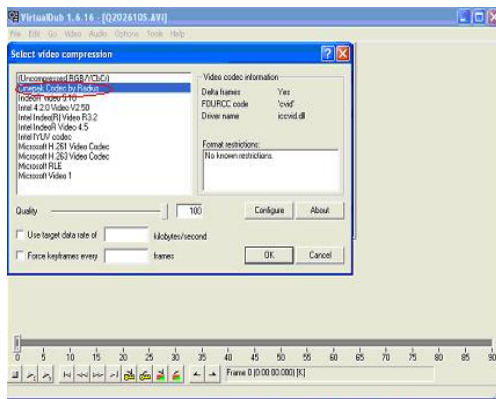 VirtualDub 1.6.16 - [Q2026105.AVI]
File Edit Go Video Audio Options Tools Help
Select video compression
(Uncompressed RGB/YCbCr)
Cinepak Codec by Radius
Indeo® video 5.10
Intel 4:2:0 Video V2.50
Intel Indeo(R) Video R3.2
Intel Indeo® Video 4.5
Intel IYUV codec
Microsoft H.261 Video Codec
Microsoft H.263 Video Codec
Microsoft RLE
Microsoft Video 1
Video codec information
Delta frames Yes
FOURCC code 'cvid'
Driver name iccvid.dll
Format restrictions:
No known restrictions.
Quality 100
Configure About
Use target data rate of kilobytes/second
Force keyframes every frames
OK Cancel
0 5 10 15 20 25 30 35 40 45 50 55 60 65 70 75 80 85 90
Frame 0 (0:00:00.000) [K]